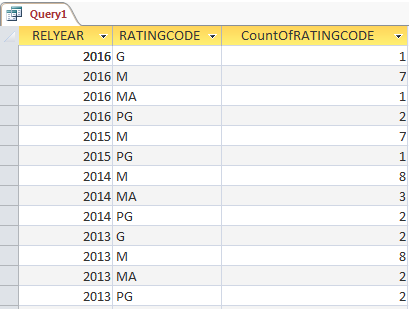 Query1
RELYEAR RATINGCODE CountOfRATINGCODE
2016 G 1
2016 M 7
2016 MA 1
2016 PG 2
2015 M 7
2015 PG 1
2014 M 8
2014 MA 3
2014 PG 2
2013 G 2
2013 M 8
2013 MA 2
2013 PG 2